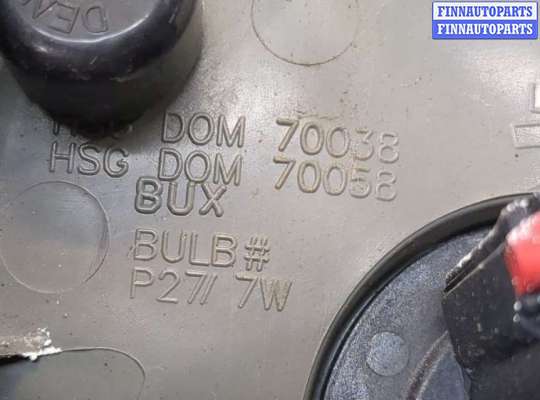 FINNAUTOPARTS
FINNAUTOPARTS
DOM 70038
HSG DOM 70058
BUX
BULB#
P27/ 7W